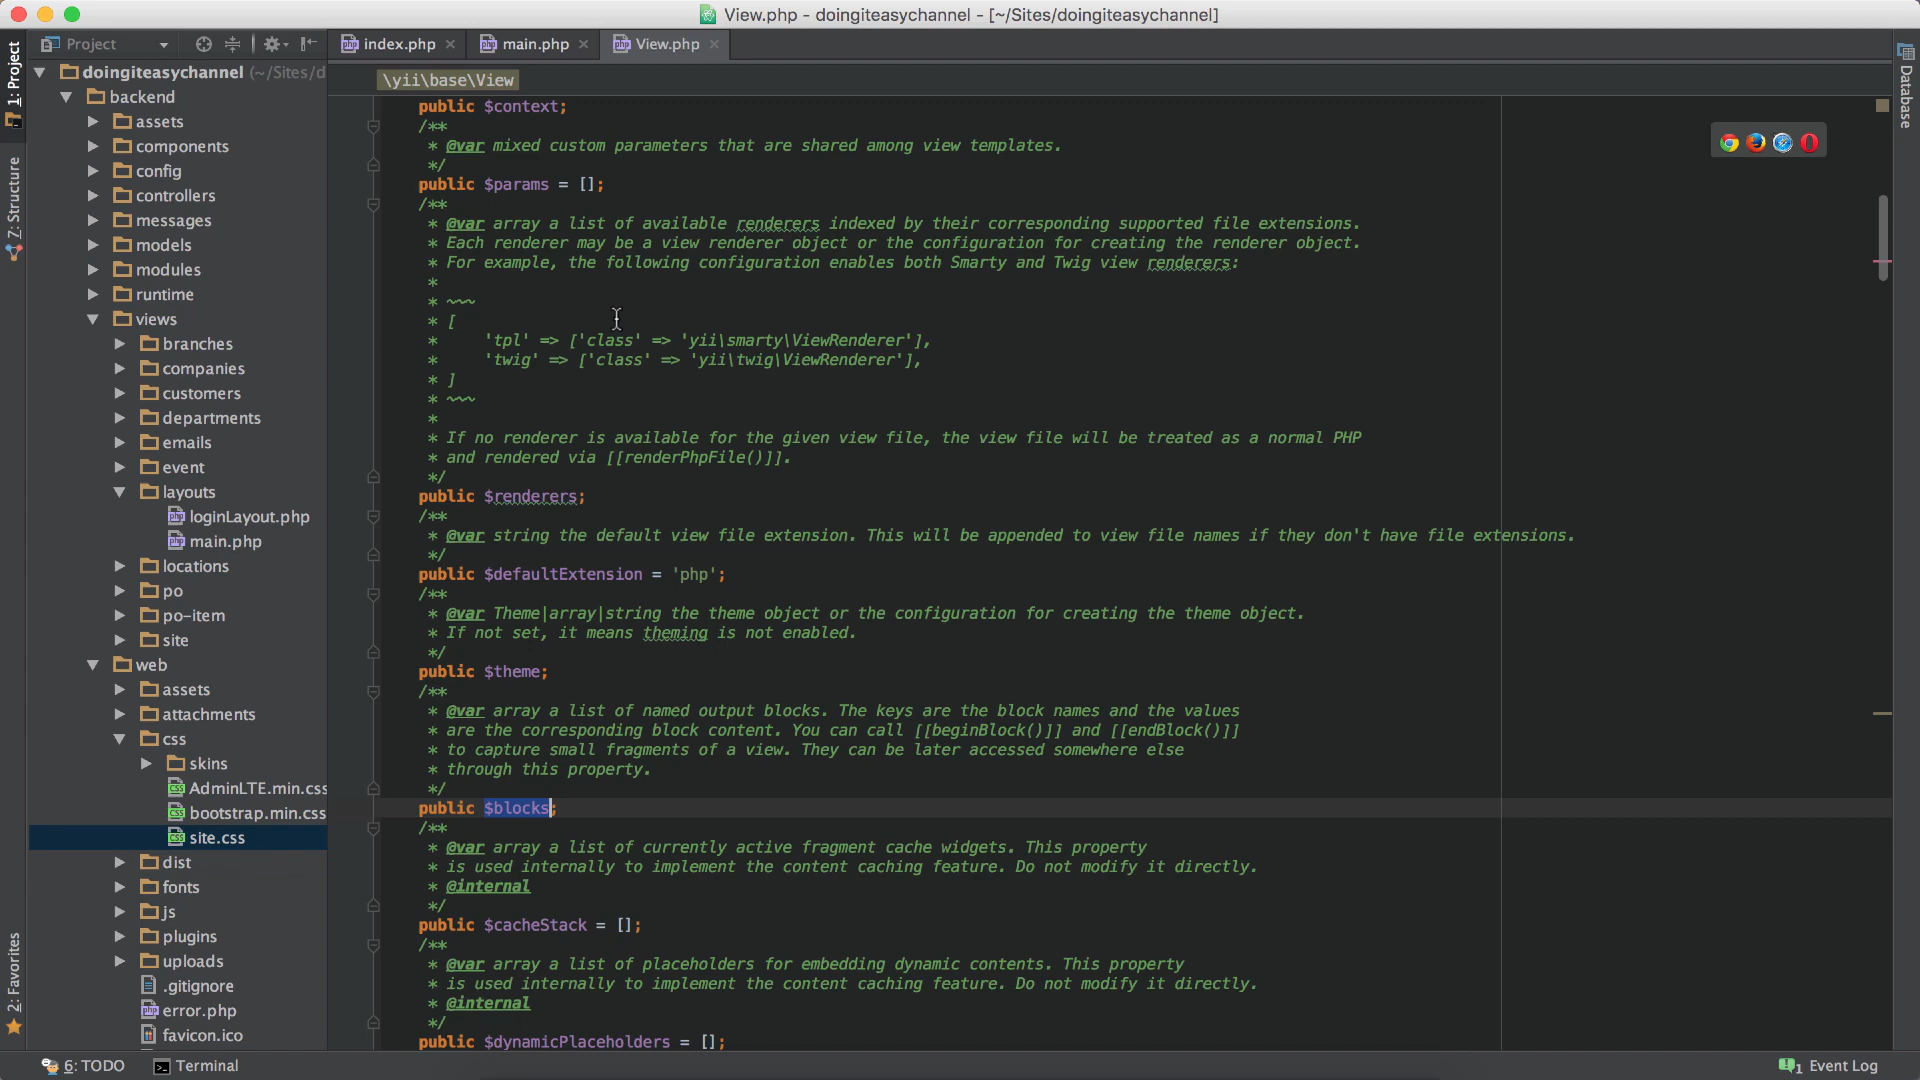 View.php - doingiteasychannel - [~/Sites/doingiteasychannel]
Project
index.php
main.php
View.php
1: Project
Z: Structure
2: Favorites
Database
doingiteasychannel (~/Sites/d
backend
assets
components
config
controllers
messages
models
modules
runtime
views
branches
companies
customers
departments
emails
event
layouts
loginLayout.php
main.php
locations
po
po-item
site
web
assets
attachments
css
skins
AdminLTE.min.css
bootstrap.min.css
site.css
dist
fonts
js
plugins
uploads
.gitignore
error.php
favicon.ico
\yii\base\View
public $context;
/**
* @var mixed custom parameters that are shared among view templates.
*/
public $params = [];
/**
* @var array a list of available renderers indexed by their corresponding supported file extensions.
* Each renderer may be a view renderer object or the configuration for creating the renderer object.
* For example, the following configuration enables both Smarty and Twig view renderers:
*
* ~~~
* [
*     'tpl' => ['class' => 'yii\smarty\ViewRenderer'],
*     'twig' => ['class' => 'yii\twig\ViewRenderer'],
* ]
* ~~~
*
* If no renderer is available for the given view file, the view file will be treated as a normal PHP
* and rendered via [[renderPhpFile()]].
*/
public $renderers;
/**
* @var string the default view file extension. This will be appended to view file names if they don't have file extensions.
*/
public $defaultExtension = 'php';
/**
* @var Theme|array|string the theme object or the configuration for creating the theme object.
* If not set, it means theming is not enabled.
*/
public $theme;
/**
* @var array a list of named output blocks. The keys are the block names and the values
* are the corresponding block content. You can call [[beginBlock()]] and [[endBlock()]]
* to capture small fragments of a view. They can be later accessed somewhere else
* through this property.
*/
public $blocks;
/**
* @var array a list of currently active fragment cache widgets. This property
* is used internally to implement the content caching feature. Do not modify it directly.
* @internal
*/
public $cacheStack = [];
/**
* @var array a list of placeholders for embedding dynamic contents. This property
* is used internally to implement the content caching feature. Do not modify it directly.
* @internal
*/
public $dynamicPlaceholders = [];
6: TODO
Terminal
1 Event Log